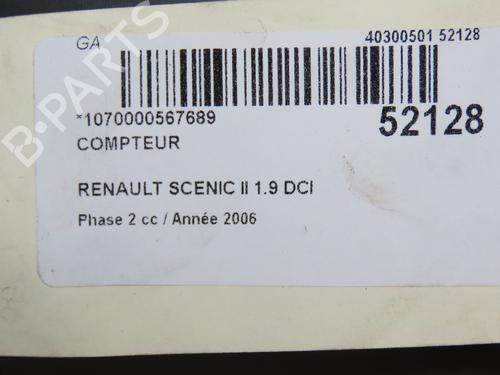 GA 40300501 52128
*1070000567689 52128
COMPTEUR
RENAULT SCENIC II 1.9 DCI
Phase 2 cc / Année 2006
B-PARTS